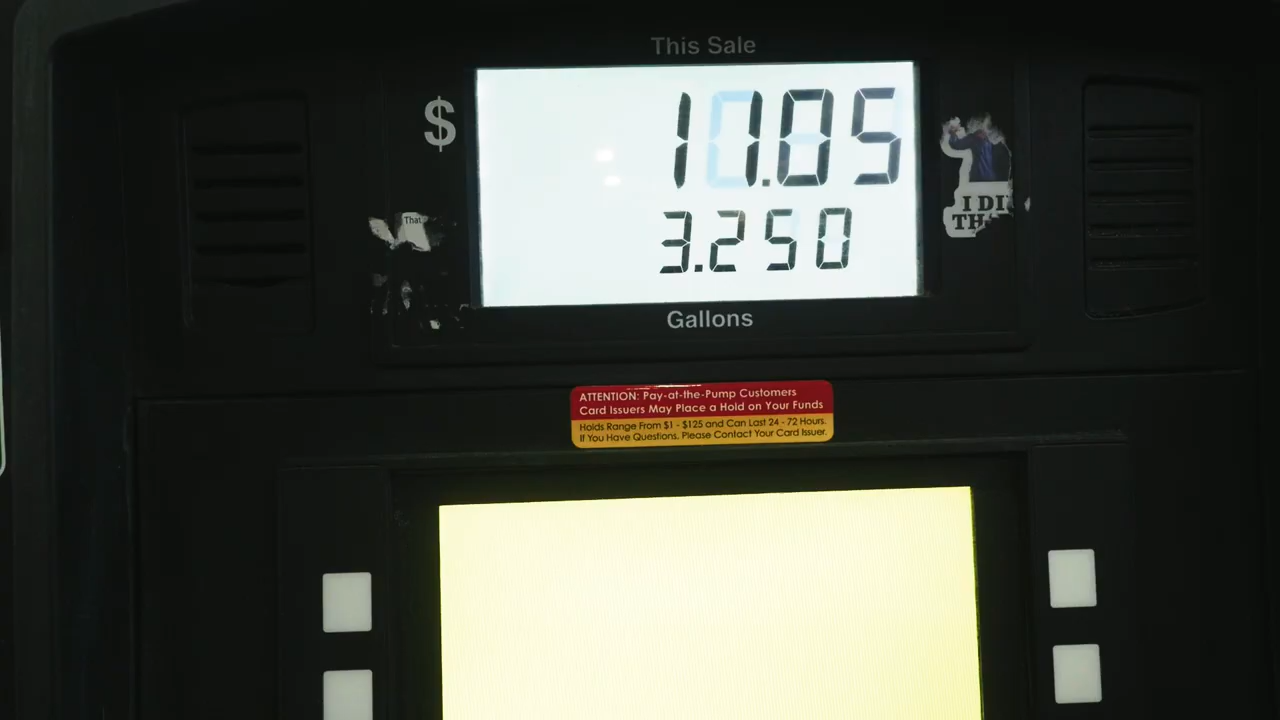 This Sale
$ 11.05
I DI
TH
That
3.250
Gallons
ATTENTION: Pay-at-the-Pump Customers
Card Issuers May Place a Hold on Your Funds
Holds Range From $1 - $125 and Can Last 24 - 72 Hours.
If You Have Questions, Please Contact Your Card Issuer.